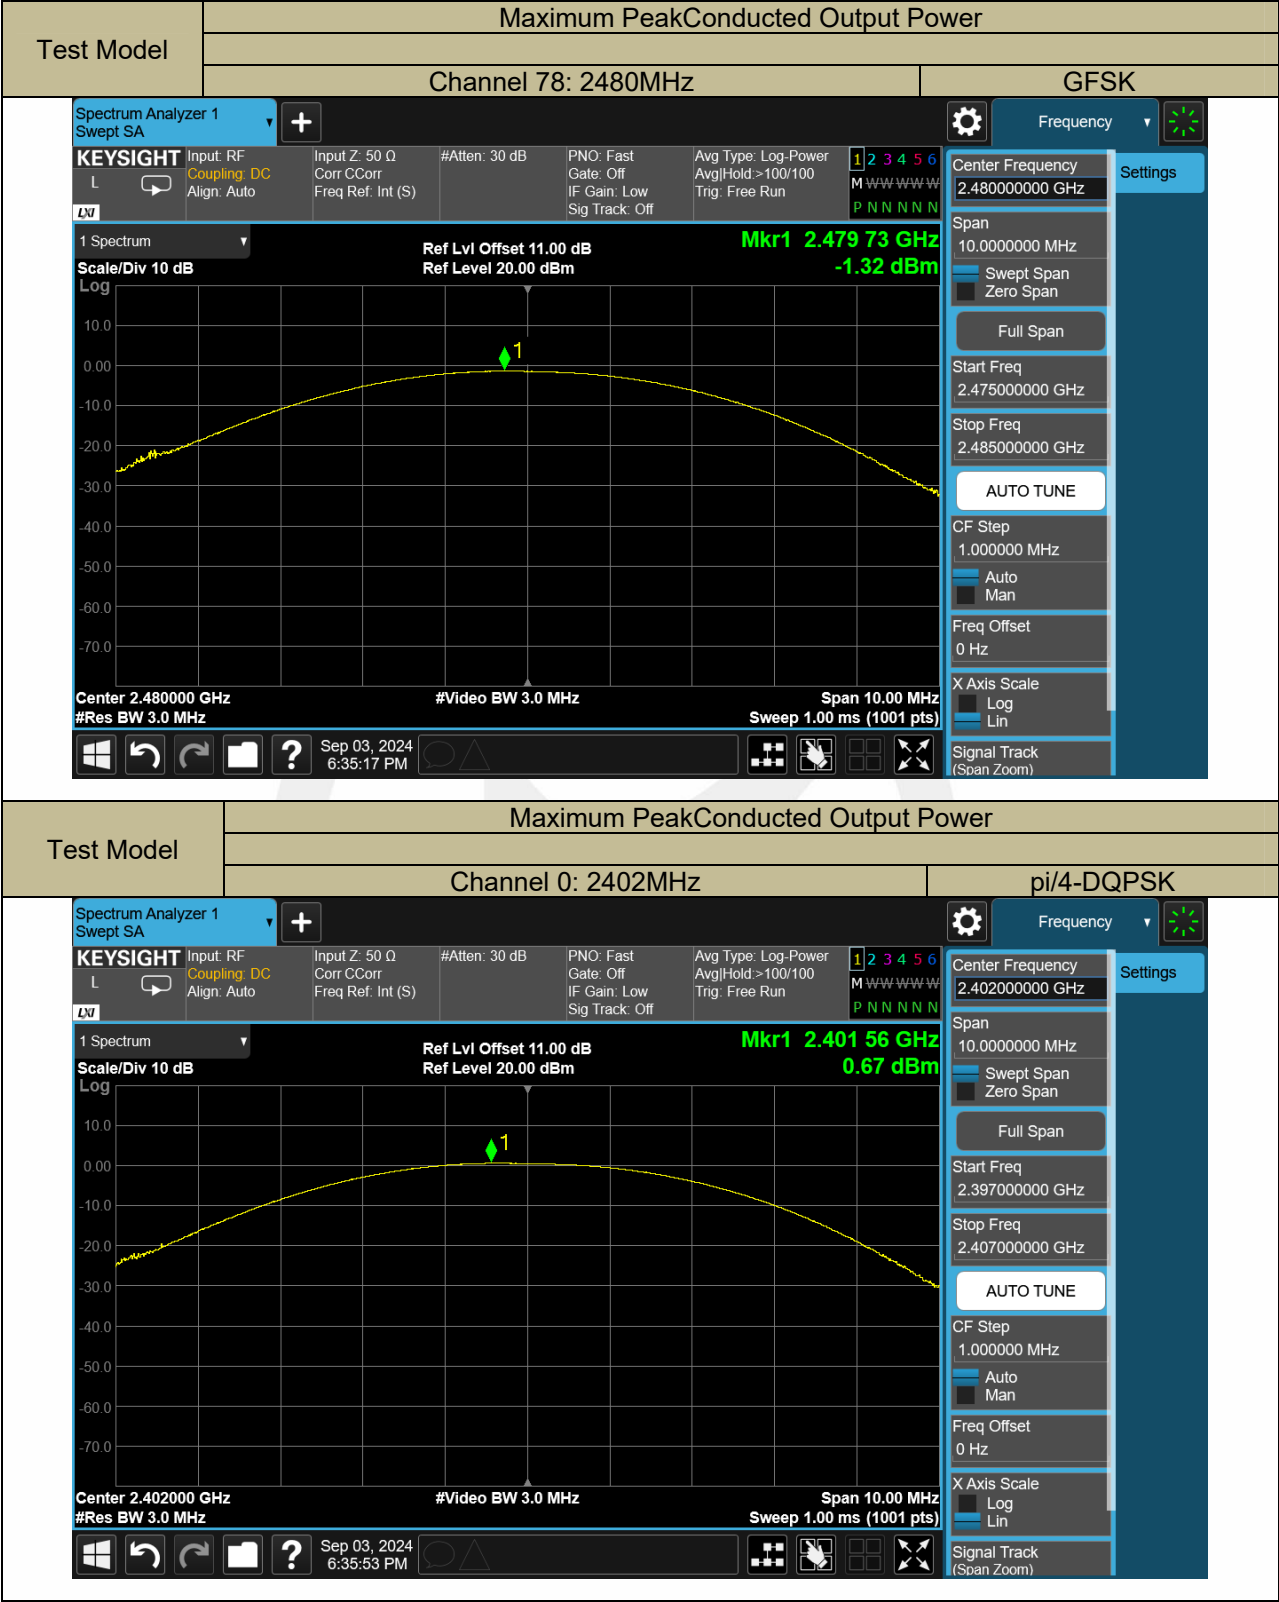 Test Model
Maximum PeakConducted Output Power
Channel 78: 2480MHz
GFSK
Spectrum Analyzer 1
Swept SA
Frequency
KEYSIGHT
L
LXI
Input: RF
Coupling: DC
Align: Auto
Input Z: 50 Ω
Corr CCorr
Freq Ref: Int (S)
#Atten: 30 dB
PNO: Fast
Gate: Off
IF Gain: Low
Sig Track: Off
Avg Type: Log-Power
Avg|Hold:>100/100
Trig: Free Run
1 2 3 4 5 6
M W W W W W
P N N N N N
Center Frequency
2.480000000 GHz
Settings
Span
10.0000000 MHz
Swept Span
Zero Span
Full Span
Start Freq
2.475000000 GHz
Stop Freq
2.485000000 GHz
AUTO TUNE
CF Step
1.000000 MHz
Auto
Man
Freq Offset
0 Hz
X Axis Scale
Log
Lin
Signal Track
(Span Zoom)
1 Spectrum
Scale/Div 10 dB
Log
Ref Lvl Offset 11.00 dB
Ref Level 20.00 dBm
Mkr1 2.479 73 GHz
-1.32 dBm
1
10.0
0.00
-10.0
-20.0
-30.0
-40.0
-50.0
-60.0
-70.0
Center 2.480000 GHz
#Res BW 3.0 MHz
#Video BW 3.0 MHz
Span 10.00 MHz
Sweep 1.00 ms (1001 pts)
Sep 03, 2024
6:35:17 PM
Test Model
Maximum PeakConducted Output Power
Channel 0: 2402MHz
pi/4-DQPSK
Spectrum Analyzer 1
Swept SA
Frequency
KEYSIGHT
L
LXI
Input: RF
Coupling: DC
Align: Auto
Input Z: 50 Ω
Corr CCorr
Freq Ref: Int (S)
#Atten: 30 dB
PNO: Fast
Gate: Off
IF Gain: Low
Sig Track: Off
Avg Type: Log-Power
Avg|Hold:>100/100
Trig: Free Run
1 2 3 4 5 6
M W W W W W
P N N N N N
Center Frequency
2.402000000 GHz
Settings
Span
10.0000000 MHz
Swept Span
Zero Span
Full Span
Start Freq
2.397000000 GHz
Stop Freq
2.407000000 GHz
AUTO TUNE
CF Step
1.000000 MHz
Auto
Man
Freq Offset
0 Hz
X Axis Scale
Log
Lin
Signal Track
(Span Zoom)
1 Spectrum
Scale/Div 10 dB
Log
Ref Lvl Offset 11.00 dB
Ref Level 20.00 dBm
Mkr1 2.401 56 GHz
0.67 dBm
1
10.0
0.00
-10.0
-20.0
-30.0
-40.0
-50.0
-60.0
-70.0
Center 2.402000 GHz
#Res BW 3.0 MHz
#Video BW 3.0 MHz
Span 10.00 MHz
Sweep 1.00 ms (1001 pts)
Sep 03, 2024
6:35:53 PM